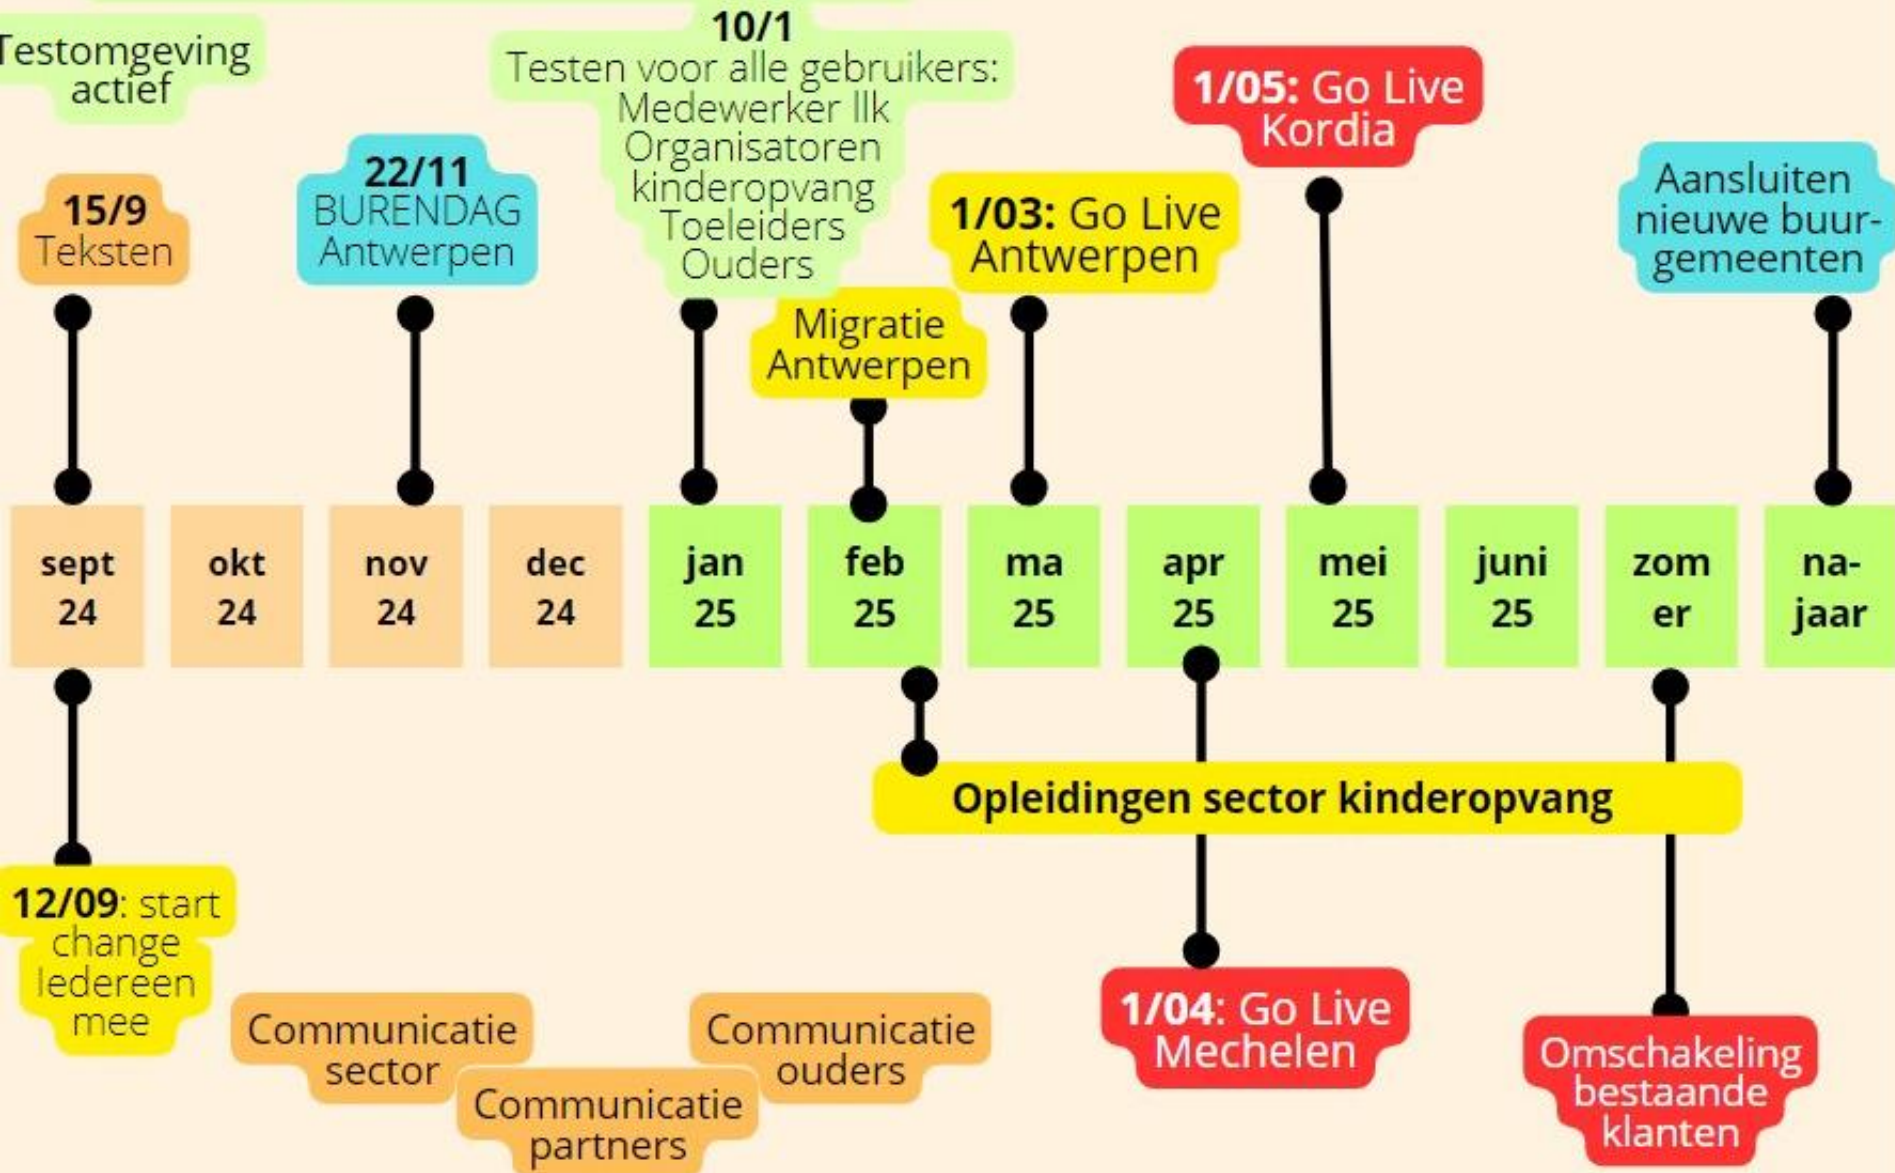 Testomgeving
actief
10/1
Testen voor alle gebruikers:
Medewerker llk
Organisatoren
kinderopvang
Toeleiders
Ouders
1/05: Go Live
Kordia
15/9
Teksten
22/11
BURENDAG
Antwerpen
1/03: Go Live
Antwerpen
Aansluiten
nieuwe buur-
gemeenten
Migratie
Antwerpen
sept
24
okt
24
nov
24
dec
24
jan
25
feb
25
ma
25
apr
25
mei
25
juni
25
zom
er
na-
jaar
Opleidingen sector kinderopvang
12/09: start
change
Iedereen
mee
Communicatie
sector
Communicatie
partners
Communicatie
ouders
1/04: Go Live
Mechelen
Omschakeling
bestaande
klanten